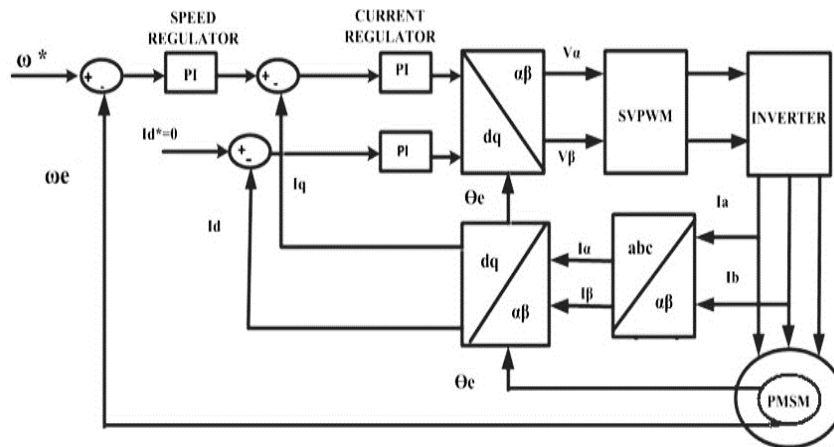 SPEED
REGULATOR
CURRENT
REGULATOR
ω *
+
-
PI
+
-
PI
αβ
dq
Vα
Vβ
SVPWM
INVERTER
Id*=0
+
-
PI
ωe
Iq
Id
Θe
Ia
Ib
dq
αβ
Iα
Iβ
abc
αβ
Θe
PMSM